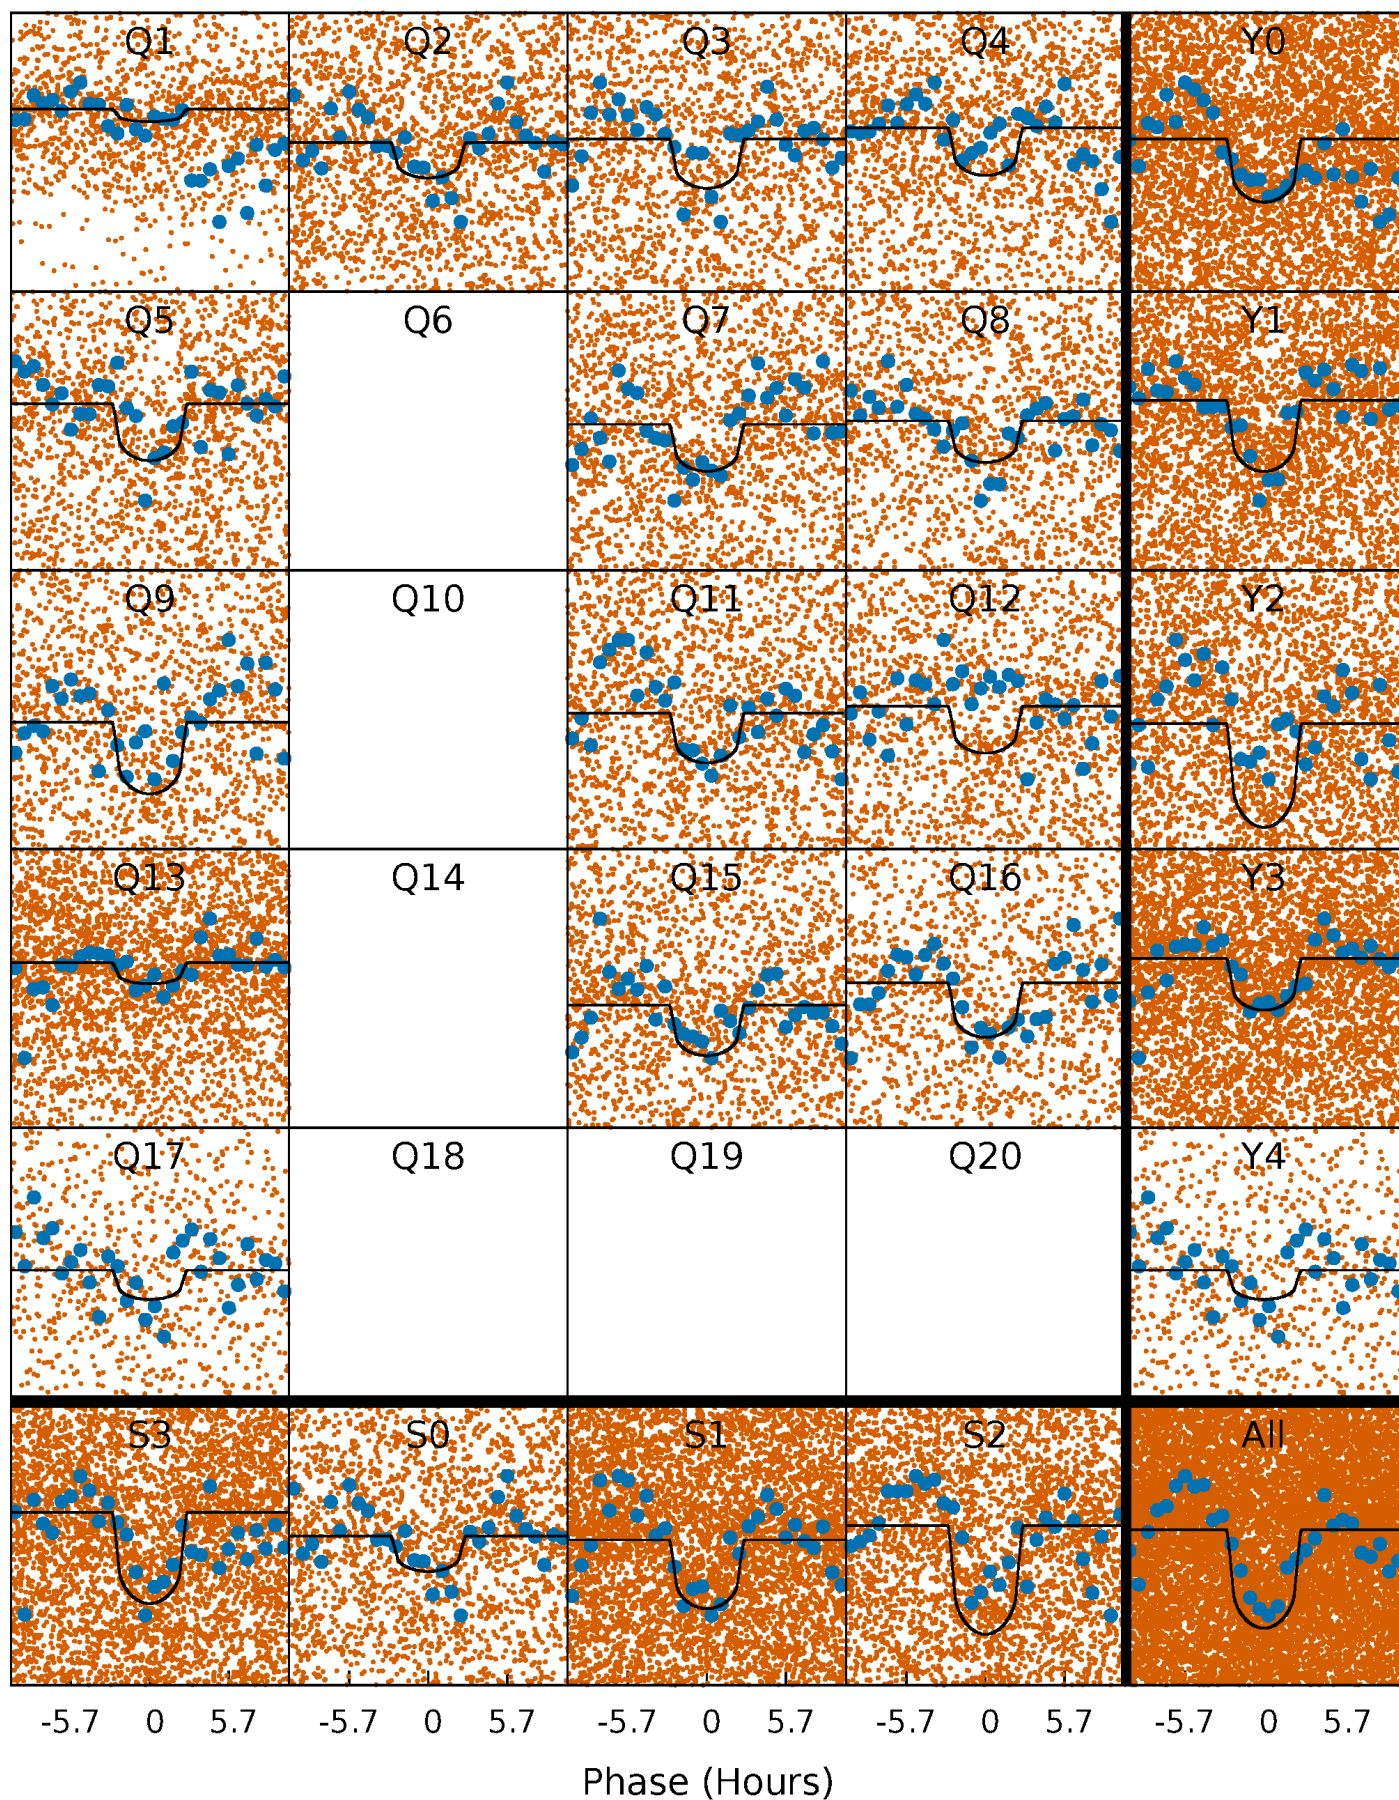 Q1 Q2 Q3 Q4 Y0
Q5 Q6 Q7 Q8 Y1
Q9 Q10 Q11 Q12 Y2
Q13 Q14 Q15 Q16 Y3
Q17 Q18 Q19 Q20 Y4
S3 S0 S1 S2 All
-5.7 0 5.7 -5.7 0 5.7 -5.7 0 5.7 -5.7 0 5.7 -5.7 0 5.7
Phase (Hours)